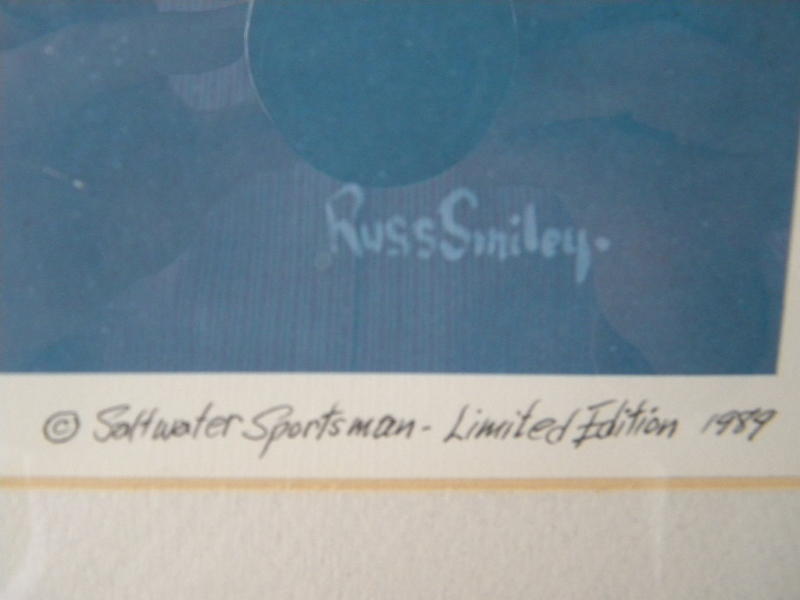 Russ Smiley.
© Saltwater Sportsman - Limited Edition 1989